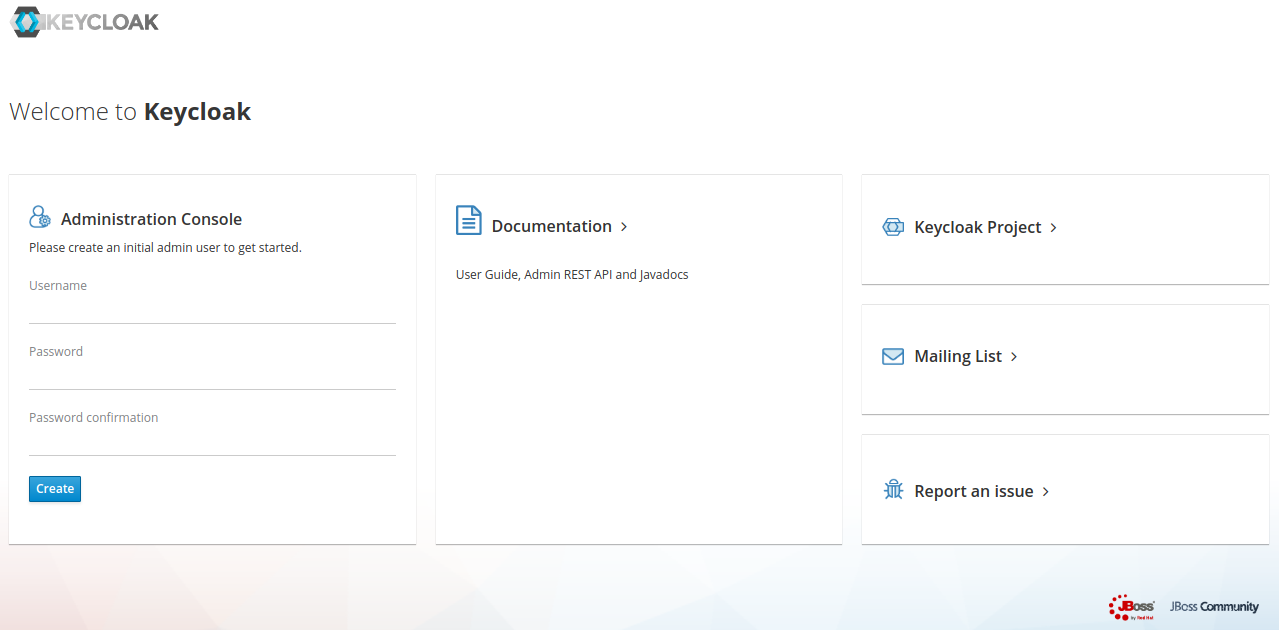 KEYCLOAK
Welcome to Keycloak
Administration Console
Please create an initial admin user to get started.
Username
Password
Password confirmation
Create
Documentation
User Guide, Admin REST API and Javadocs
Keycloak Project
Mailing List
Report an issue
JBoss
by Red Hat
JBoss Community